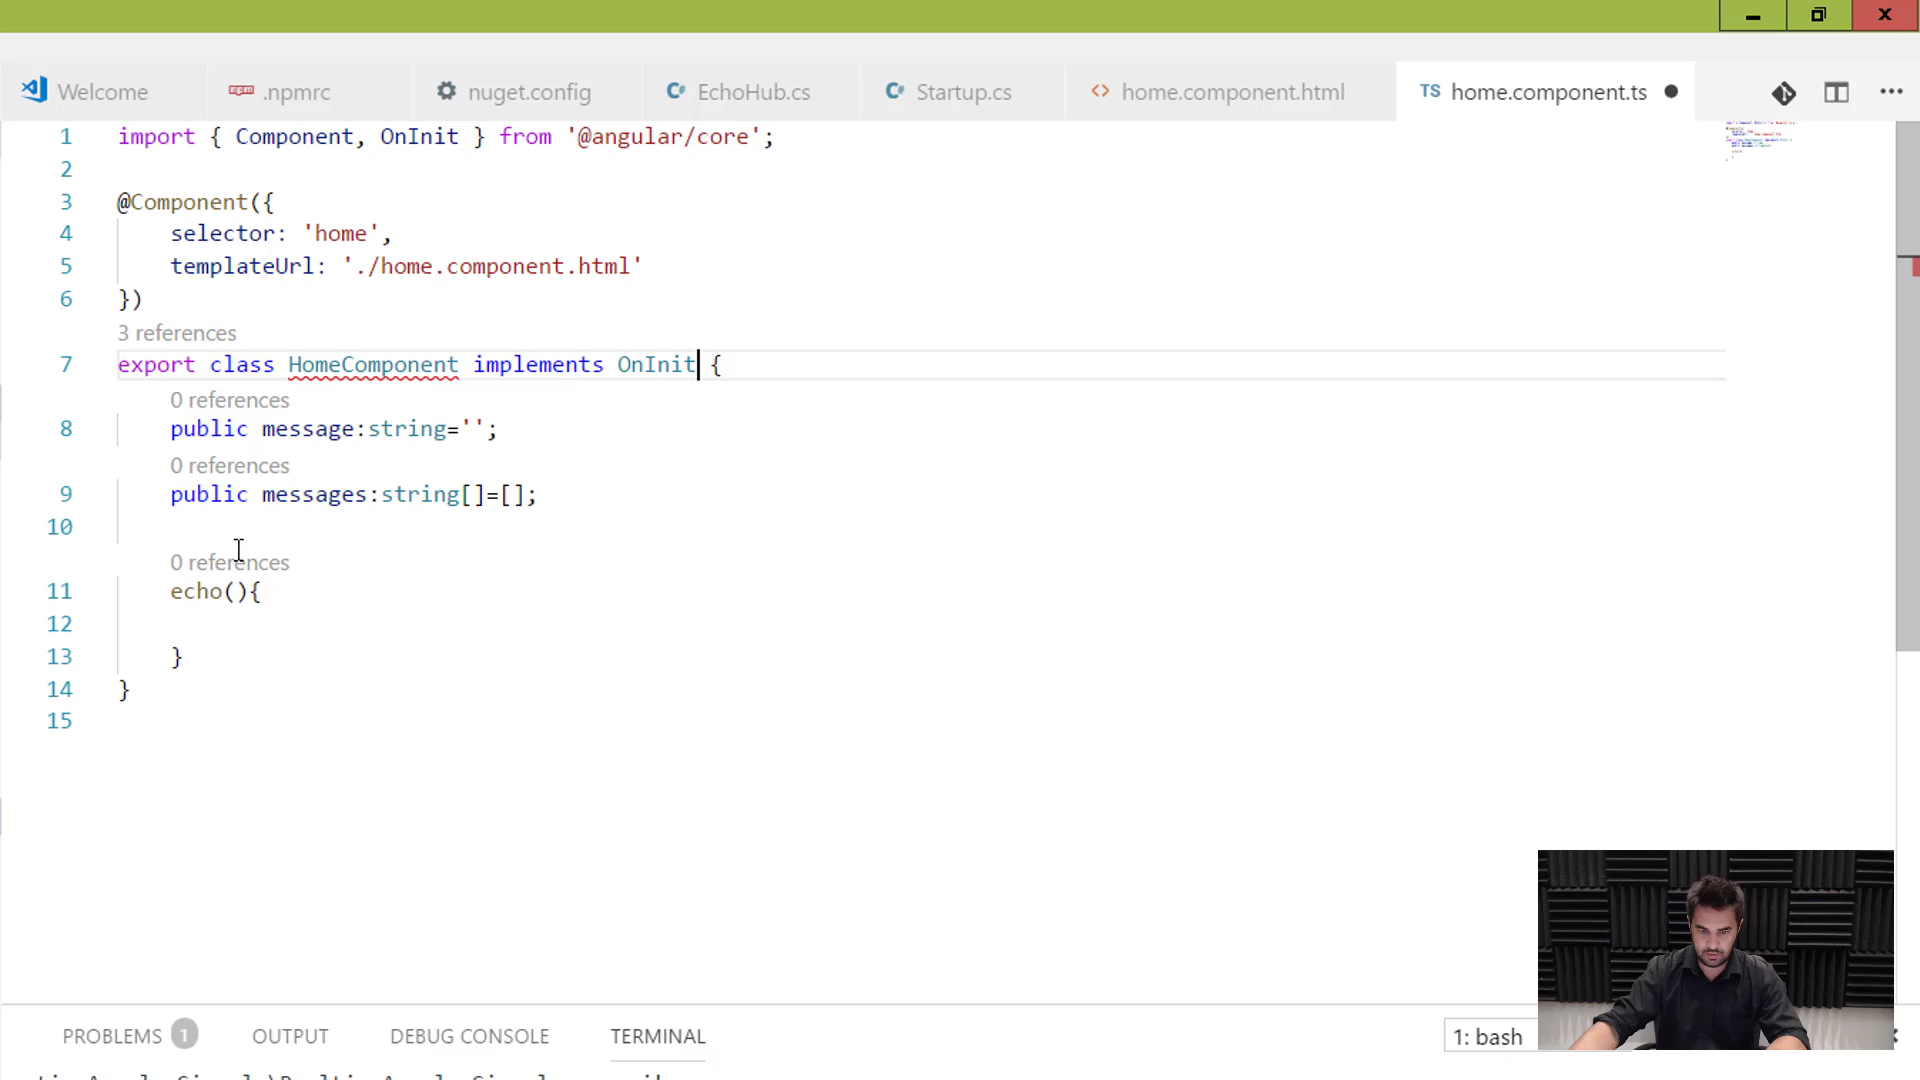 Welcome
.npmrc
nuget.config
EchoHub.cs
Startup.cs
home.component.html
TS home.component.ts
1 import { Component, OnInit } from '@angular/core';
2
3 @Component({
4 selector: 'home',
5 templateUrl: './home.component.html'
6 })
3 references
7 export class HomeComponent implements OnInit {
0 references
8 public message:string='';
0 references
9 public messages:string[]=[];
10
0 references
11 echo(){
12
13 }
14 }
15
PROBLEMS 1 OUTPUT DEBUG CONSOLE TERMINAL 1: bash